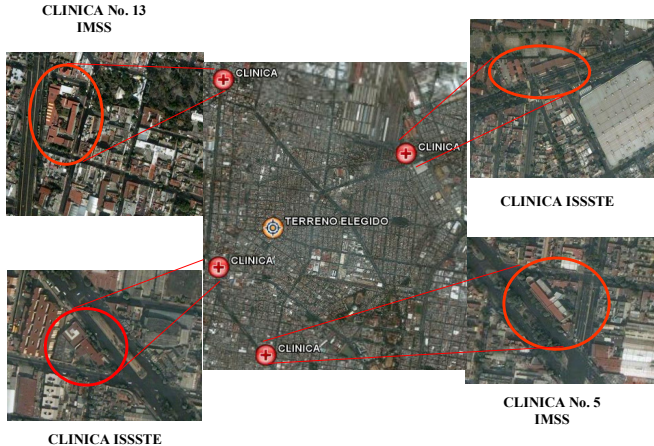 CLINICA No. 13
IMSS
CLINICA
CLINICA
CLINICA ISSSTE
TERRENO ELEGIDO
CLINICA
CLINICA
CLINICA No. 5
IMSS
CLINICA ISSSTE